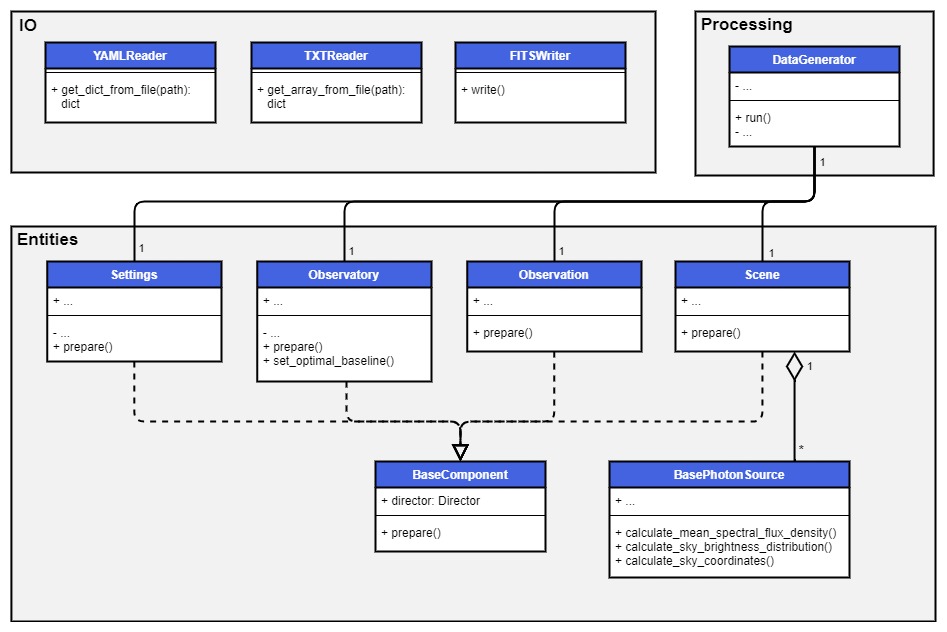 IO
YAMLReader
+ get_dict_from_file(path):
dict
TXTReader
+ get_array_from_file(path):
dict
FITSWriter
+ write()
Processing
DataGenerator
- ...
+ run()
- ...
1
Entities
1
Settings
+ ...
- ...
+ prepare()
1
Observatory
+ ...
- ...
+ prepare()
+ set_optimal_baseline()
1
Observation
+ ...
+ prepare()
1
Scene
+ ...
+ prepare()
1
*
BaseComponent
+ director: Director
+ prepare()
BasePhotonSource
+ ...
+ calculate_mean_spectral_flux_density()
+ calculate_sky_brightness_distribution()
+ calculate_sky_coordinates()